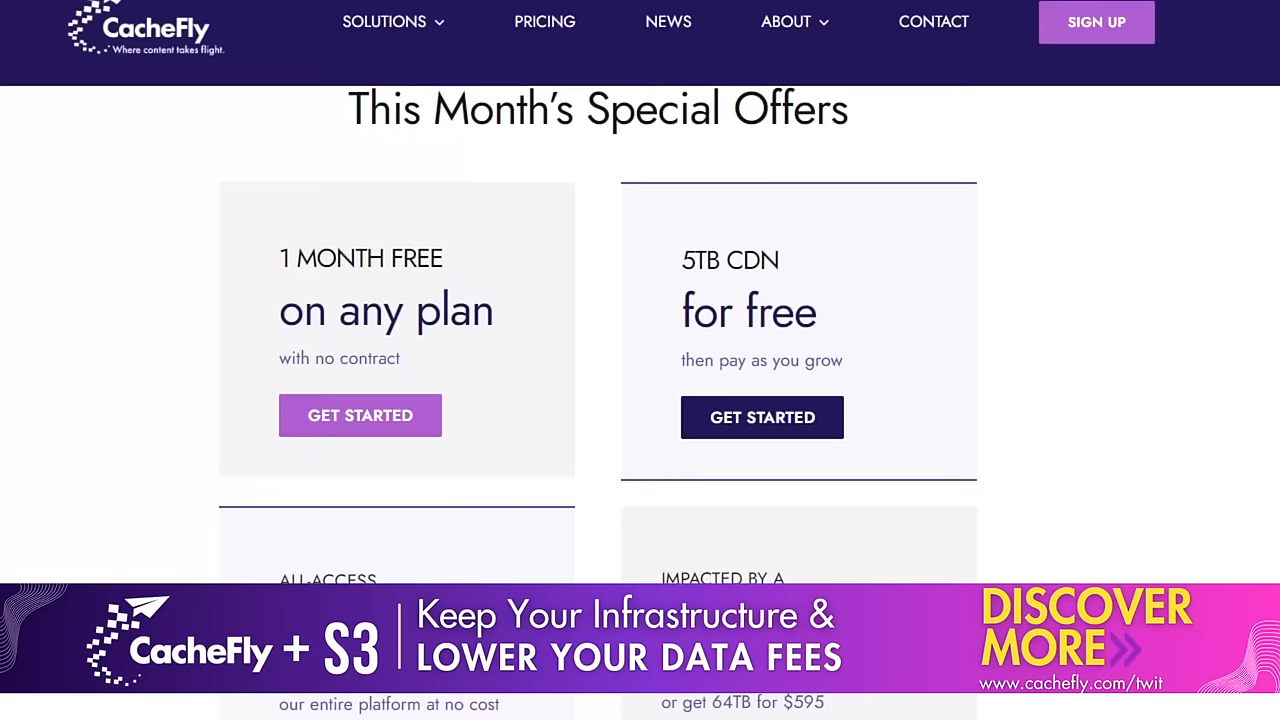 CacheFly
Where content takes flight.
SOLUTIONS
PRICING
NEWS
ABOUT
CONTACT
SIGN UP
This Month's Special Offers
1 MONTH FREE
on any plan
with no contract
GET STARTED
5TB CDN
for free
then pay as you grow
GET STARTED
ALL-ACCESS
IMPACTED BY A
CacheFly + S3
Keep Your Infrastructure &
LOWER YOUR DATA FEES
DISCOVER
MORE
www.cachefly.com/twit
our entire platform at no cost
or get 64TB for $595